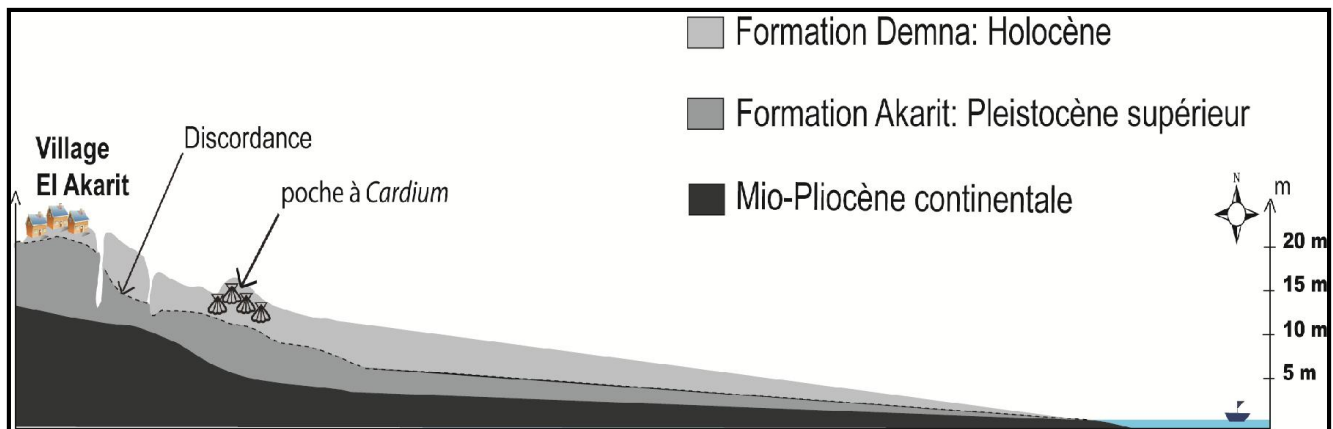 Formation Demna: Holocène
Formation Akarit: Pleistocène supérieur
Mio-Pliocène continentale
Village
El Akarit
Discordance
poche à Cardium
N
m
20 m
15 m
10 m
5 m